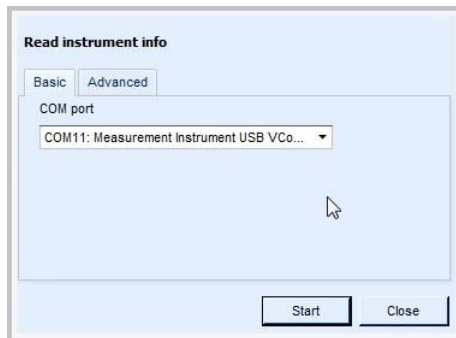 Read instrument info
Basic Advanced
COM port
COM11: Measurement Instrument USB VCo...
Start Close